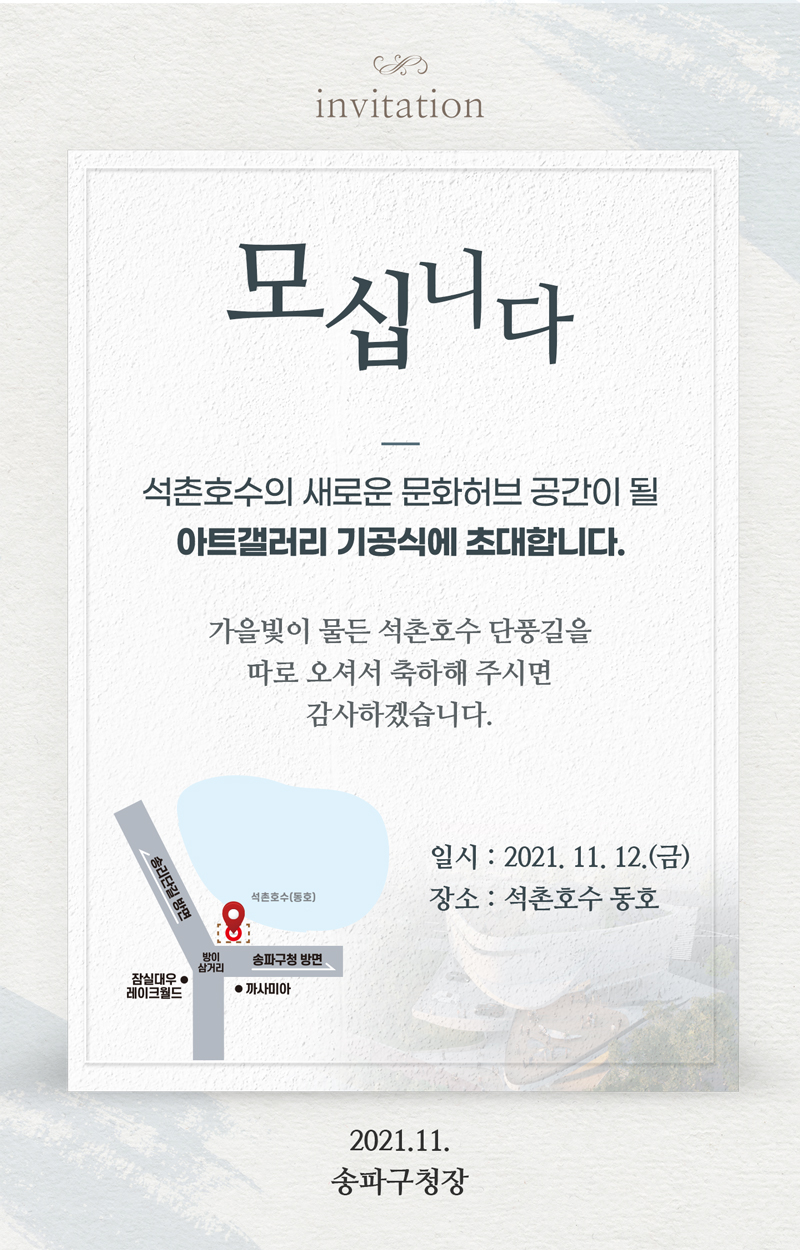 invitation
모십니다
석촌호수의 새로운 문화허브 공간이 될
아트갤러리 기공식에 초대합니다.
가을빛이 물든 석촌호수 단풍길을
따로 오셔서 축하해 주시면
감사하겠습니다.
송리단길 방면
석촌호수(동호)
방이
삼거리
송파구청 방면
잠실대우
레이크월드
까사미아
일시 : 2021. 11. 12.(금)
장소 : 석촌호수 동호
2021.11.
송파구청장